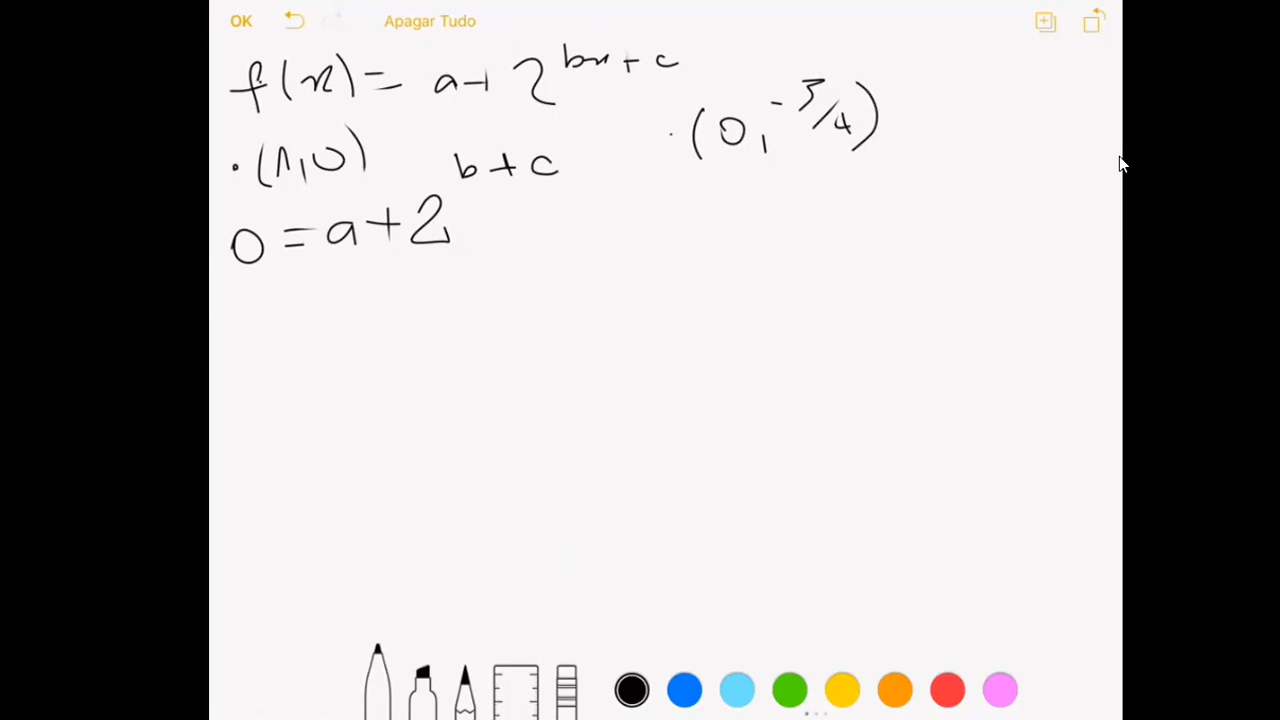 OK Apagar Tudo
f(x) = a + 2^{bx + c}
• (1, 0) • (0, -3/4)
0 = a + 2^{b + c}